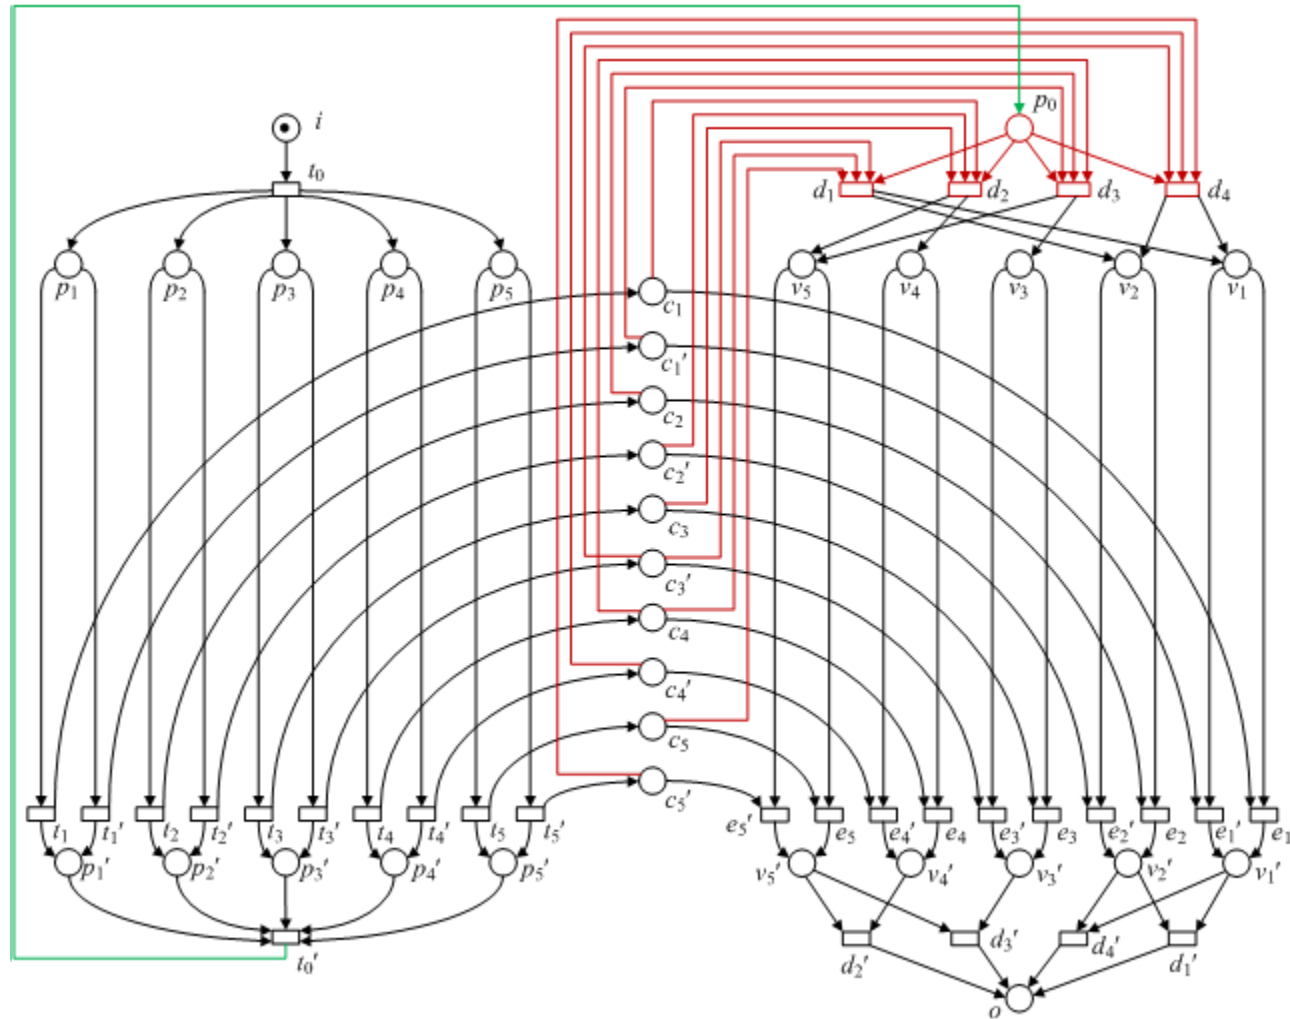 p₀
i
t₀
d₁ d₂ d₃ d₄
p₁ p₂ p₃ p₄ p₅ v₅ v₄ v₃ v₂ v₁
c₁
c₁′
c₂
c₂′
c₃
c₃′
c₄
c₄′
c₅
c₅′
t₁ t₁′ t₂ t₂′ t₃ t₃′ t₄ t₄′ t₅ t₅′ e₅′ e₅ e₄′ e₄ e₃′ e₃ e₂′ e₂ e₁′ e₁
p₁′ p₂′ p₃′ p₄′ p₅′ v₅′ v₄′ v₃′ v₂′ v₁′
t₀′ d₂′ d₃′ d₄′ d₁′
o